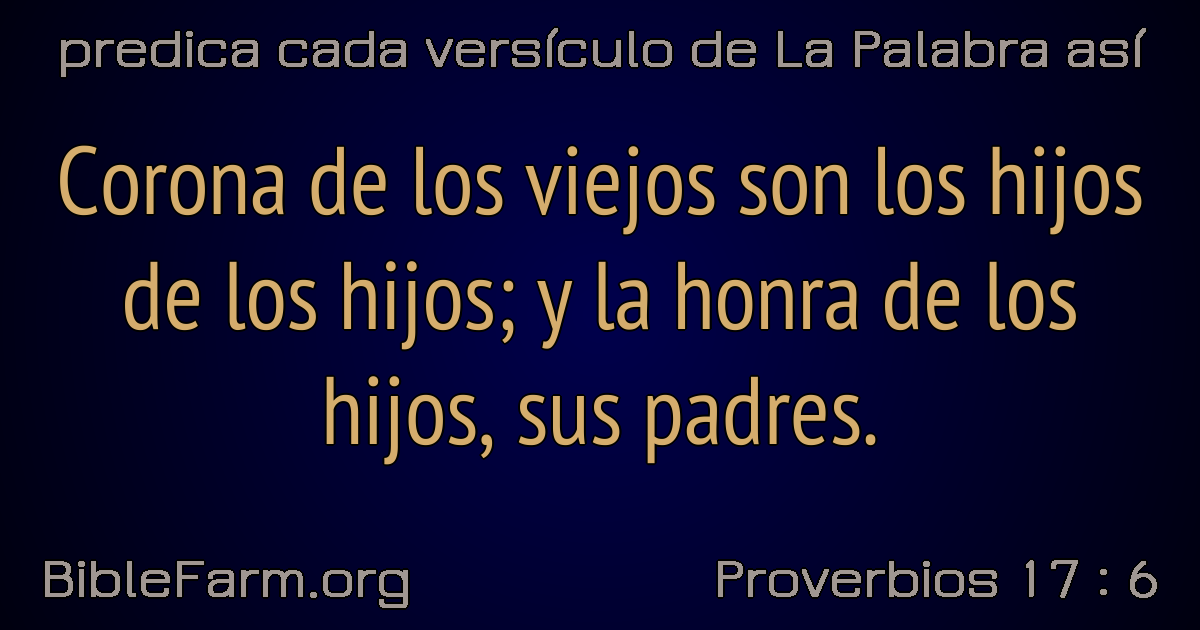 predica cada versículo de La Palabra así
Corona de los viejos son los hijos
de los hijos; y la honra de los
hijos, sus padres.
BibleFarm.org
Proverbios 17 : 6